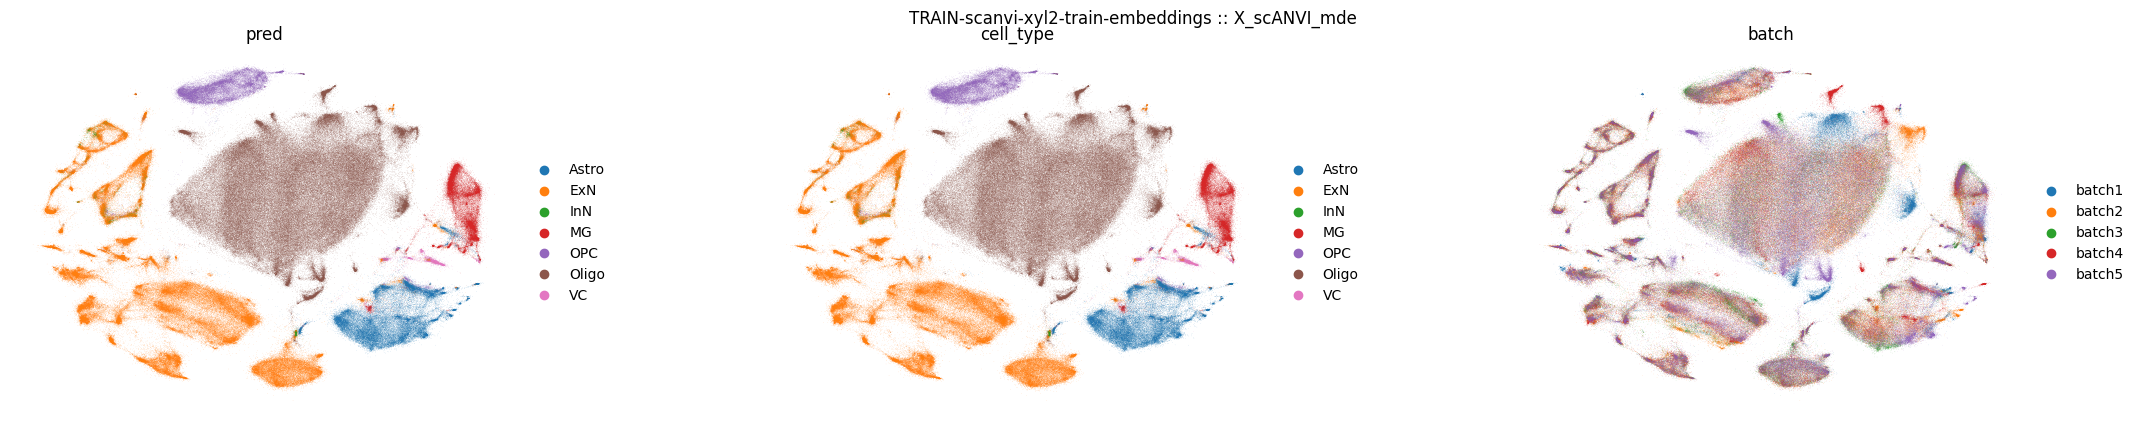 TRAIN-scanvi-xyl2-train-embeddings :: X_scANVI_mde
pred
Astro
ExN
InN
MG
OPC
Oligo
VC
cell_type
Astro
ExN
InN
MG
OPC
Oligo
VC
batch
batch1
batch2
batch3
batch4
batch5